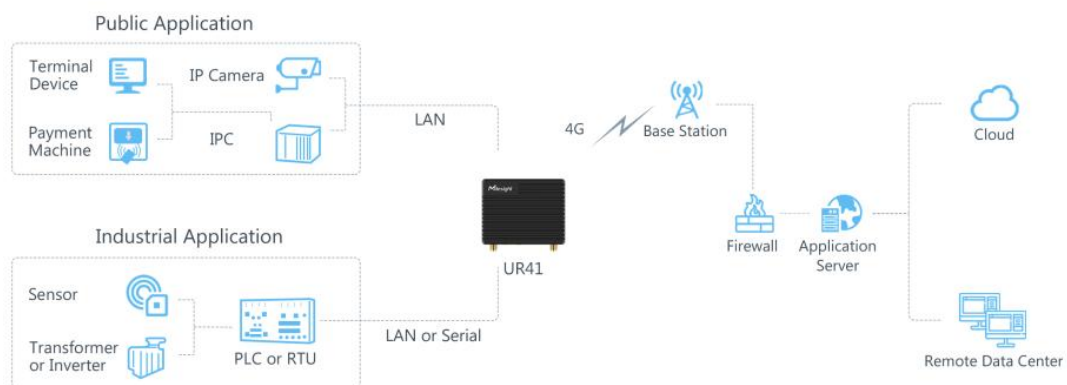 Public Application
Terminal
Device
IP Camera
Payment
Machine
IPC
LAN
4G
Base Station
Cloud
Milesight
UR41
Firewall
Application
Server
Industrial Application
Sensor
Transformer
or Inverter
PLC or RTU
LAN or Serial
Remote Data Center